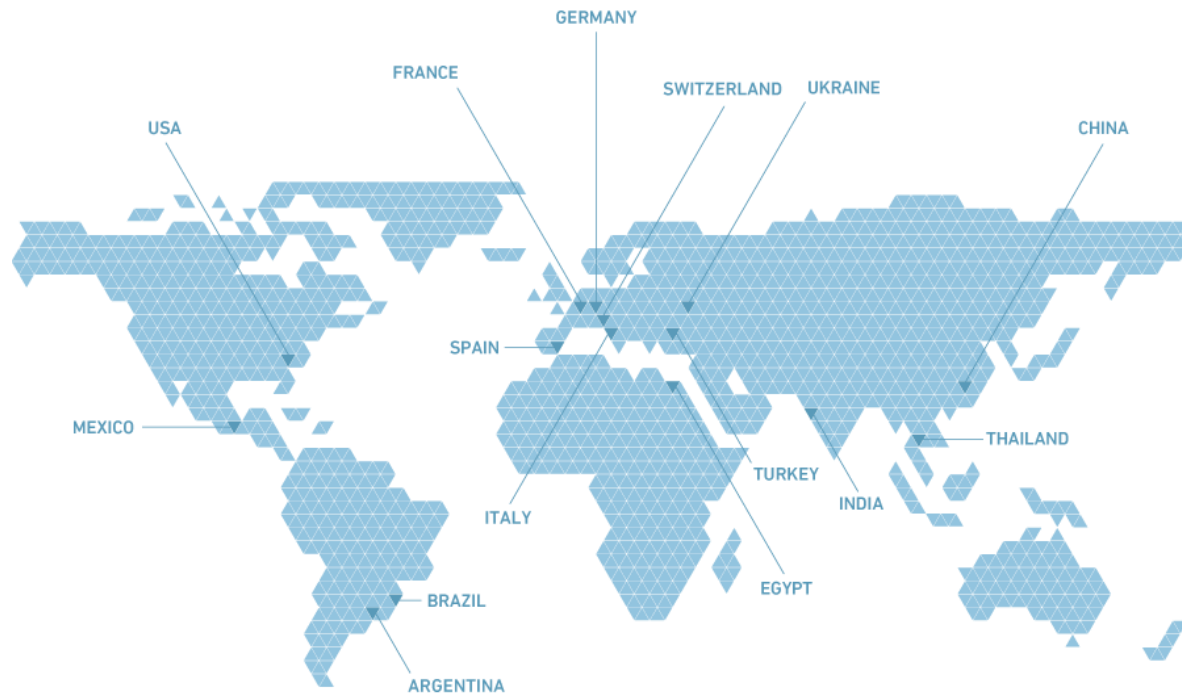 GERMANY
FRANCE
SWITZERLAND
UKRAINE
USA
CHINA
SPAIN
MEXICO
THAILAND
TURKEY
INDIA
ITALY
EGYPT
BRAZIL
ARGENTINA